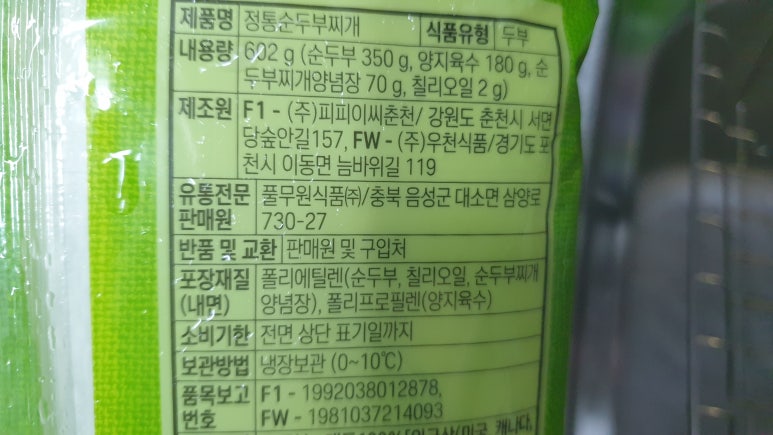 제품명 정통순두부찌개 식품유형 두부
내용량 602 g (순두부 350 g, 양지육수 180 g, 순
두부찌개양념장 70 g, 칠리오일 2 g)
제조원 F1 - (주)피피이씨춘천/ 강원도 춘천시 서면
당숲안길157, FW - (주)우천식품/경기도 포
천시 이동면 늠바위길 119
유통전문 풀무원식품㈜/충북 음성군 대소면 삼양로
판매원 730-27
반품 및 교환 판매원 및 구입처
포장재질 폴리에틸렌(순두부, 칠리오일, 순두부찌개
(내면) 양념장), 폴리프로필렌(양지육수)
소비기한 전면 상단 표기일까지
보관방법 냉장보관 (0~10℃)
품목보고 F1 - 1992038012878,
번호 FW - 1981037214093